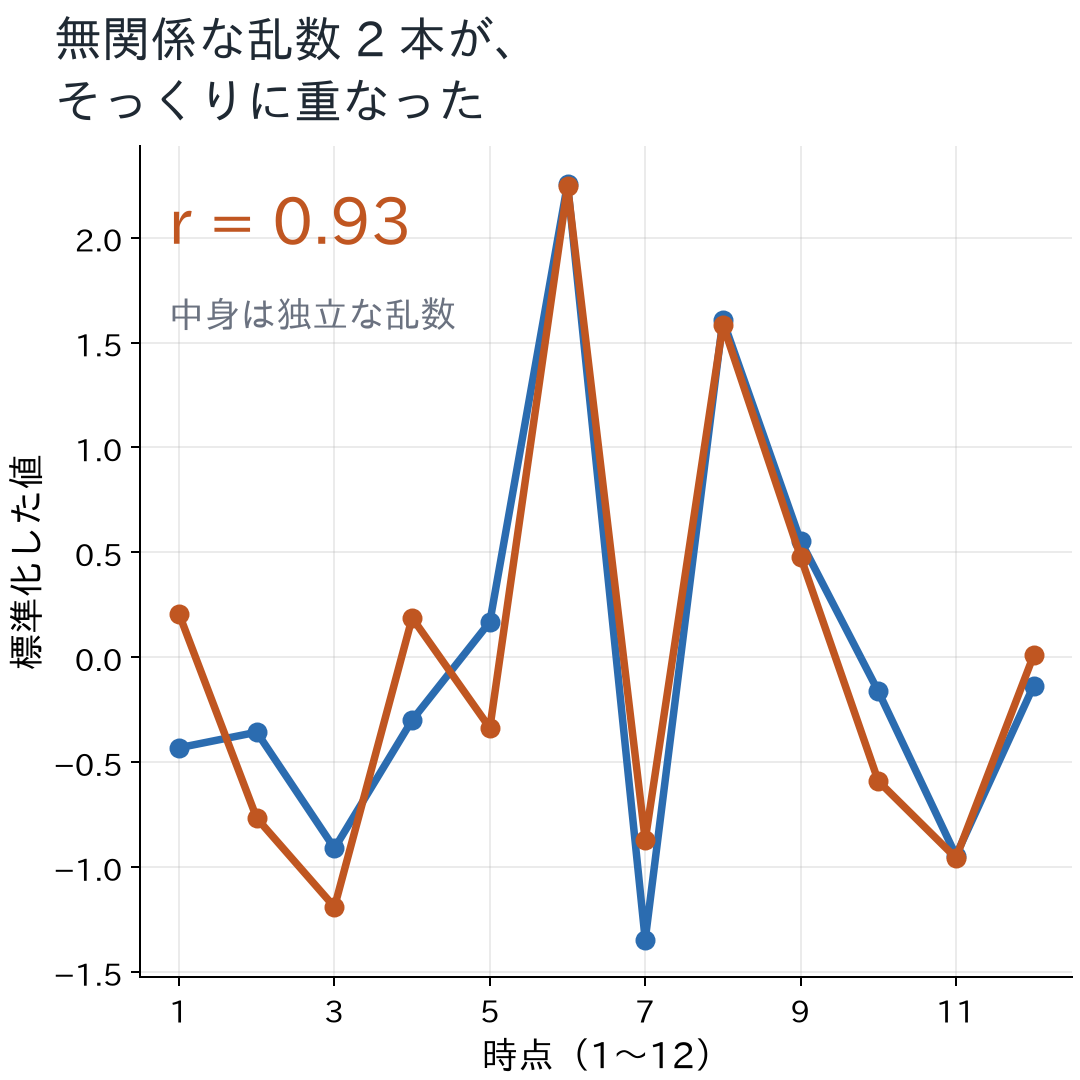 無関係な乱数 2 本が、
そっくりに重なった
r = 0.93
中身は独立な乱数
標準化した値
2.0
1.5
1.0
0.5
0.0
−0.5
−1.0
−1.5
1 3 5 7 9 11
時点（1〜12）